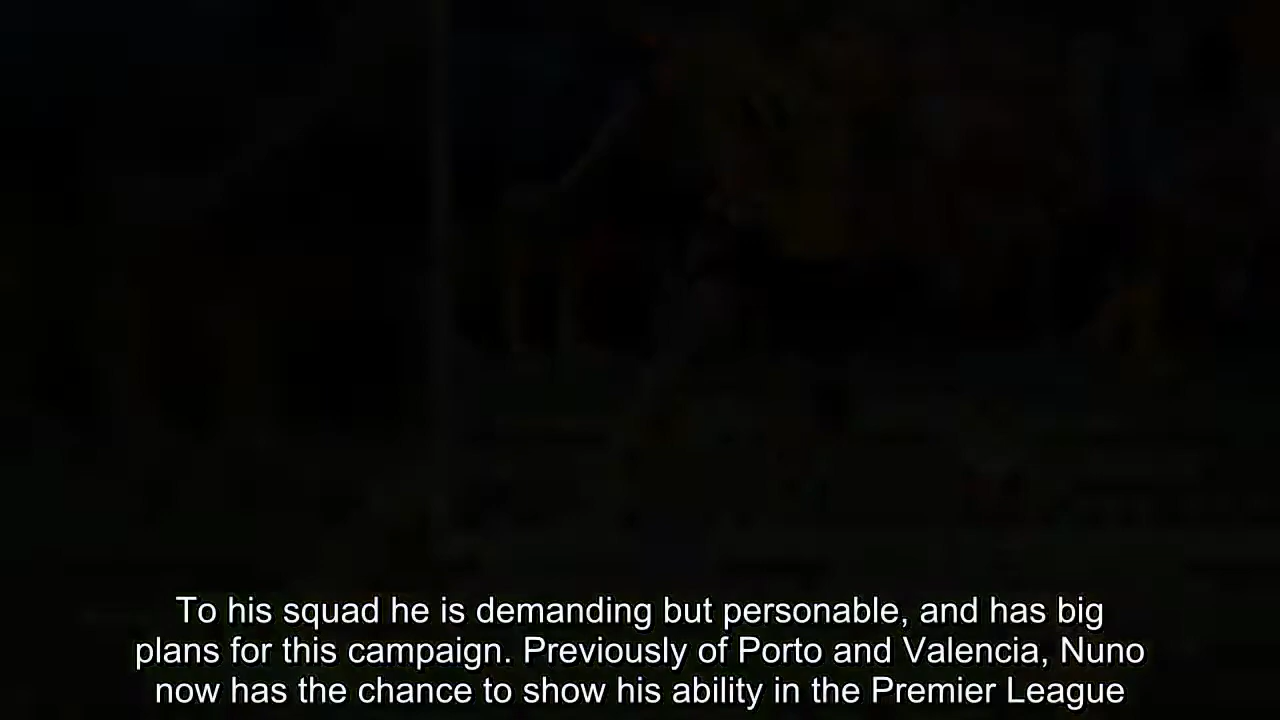 To his squad he is demanding but personable, and has big
plans for this campaign. Previously of Porto and Valencia, Nuno
now has the chance to show his ability in the Premier League